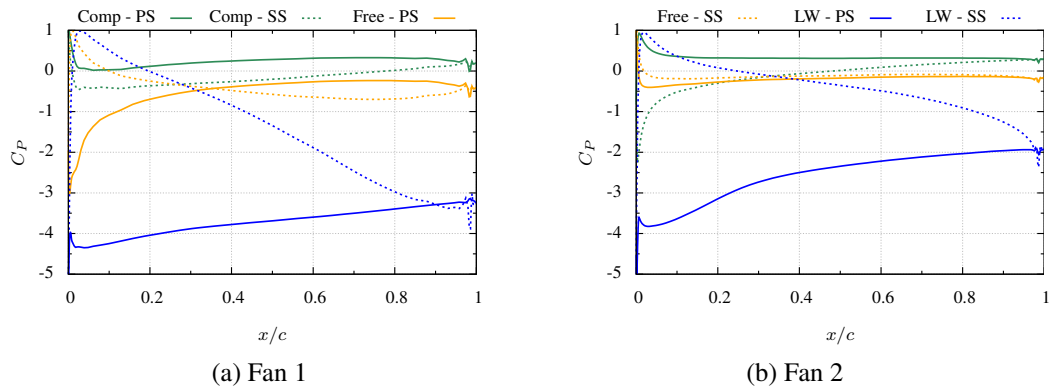 Comp - PS Comp - SS Free - PS
1
0
-1
-2
-3
-4
-5
C_P
0 0.2 0.4 0.6 0.8 1
x/c
(a) Fan 1
Free - SS LW - PS LW - SS
1
0
-1
-2
-3
-4
-5
C_P
0 0.2 0.4 0.6 0.8 1
x/c
(b) Fan 2